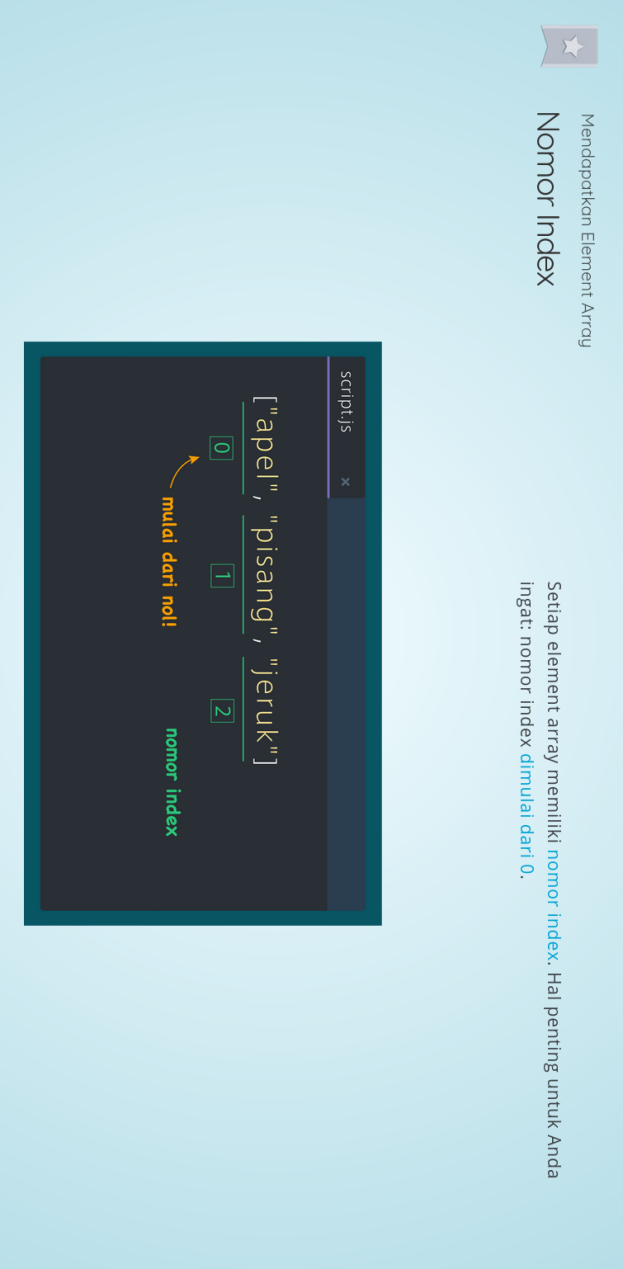 Mendapatkan Element Array
Nomor Index
Setiap element array memiliki nomor index. Hal penting untuk Anda
ingat: nomor index dimulai dari 0.
script.js ×
["apel", "pisang", "jeruk"]
0 1 2
mulai dari nol! nomor index